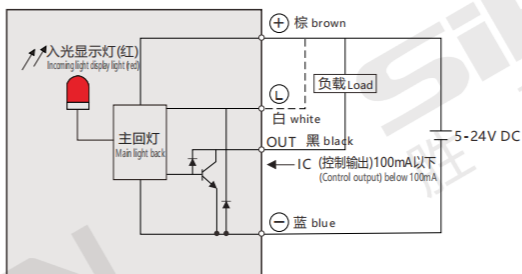 + 棕 brown
入光显示灯(红)
Incoming light display light (red)
负载 Load
L
白 white
主回灯
Main light back
OUT 黑 black
5-24V DC
IC (控制输出)100mA以下
(Control output) below 100mA
− 蓝 blue
胜